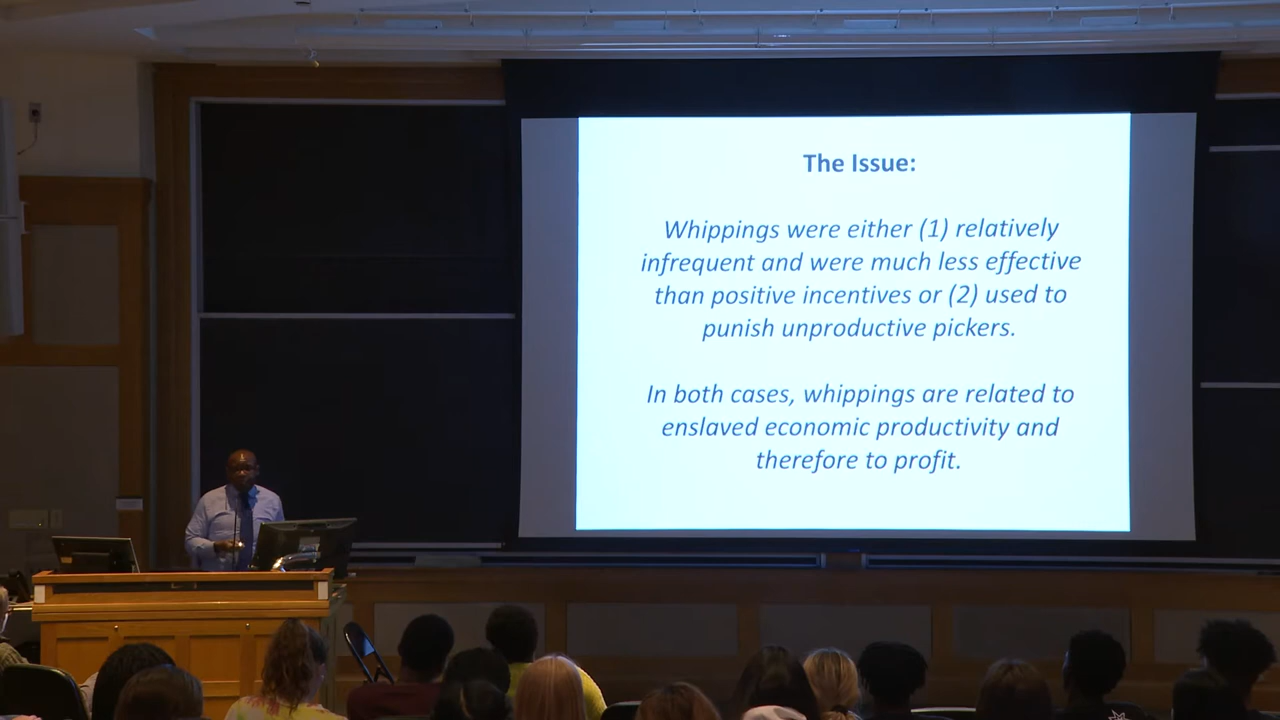 The Issue:
Whippings were either (1) relatively
infrequent and were much less effective
than positive incentives or (2) used to
punish unproductive pickers.
In both cases, whippings are related to
enslaved economic productivity and
therefore to profit.